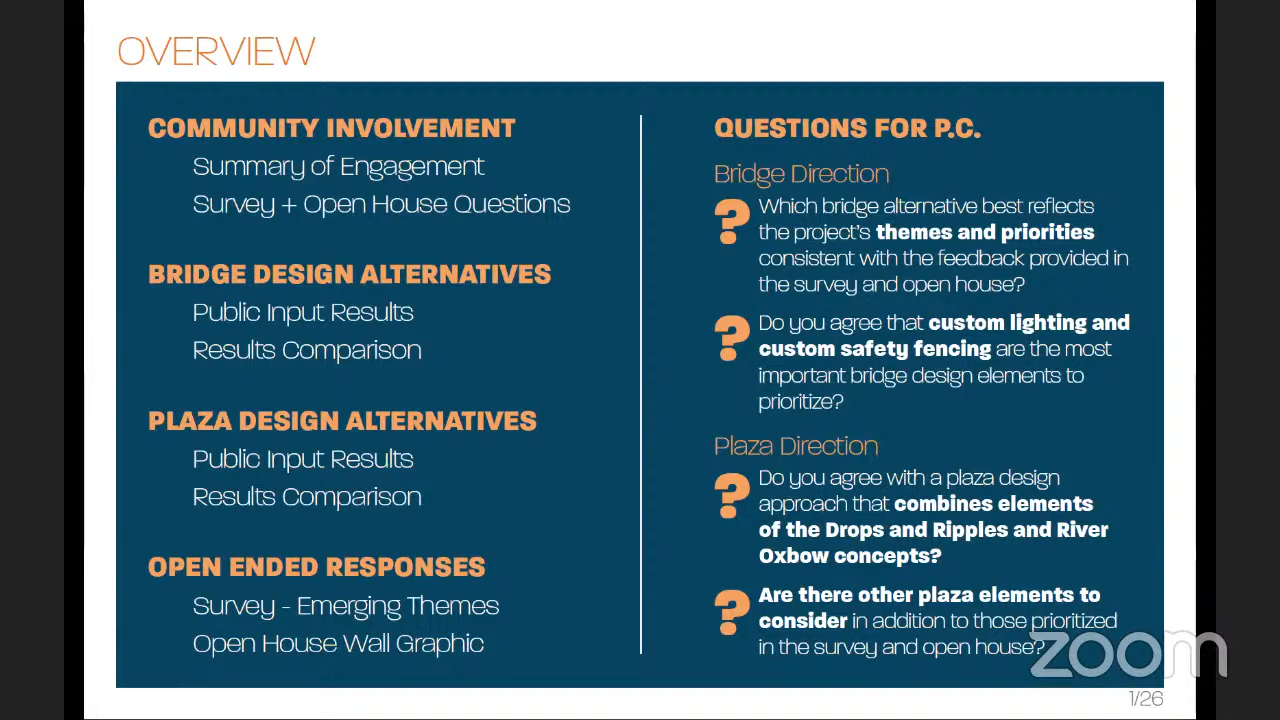 OVERVIEW
COMMUNITY INVOLVEMENT
Summary of Engagement
Survey + Open House Questions
BRIDGE DESIGN ALTERNATIVES
Public Input Results
Results Comparison
PLAZA DESIGN ALTERNATIVES
Public Input Results
Results Comparison
OPEN ENDED RESPONSES
Survey - Emerging Themes
Open House Wall Graphic
QUESTIONS FOR P.C.
Bridge Direction
? Which bridge alternative best reflects
the project's themes and priorities
consistent with the feedback provided in
the survey and open house?
? Do you agree that custom lighting and
custom safety fencing are the most
important bridge design elements to
prioritize?
Plaza Direction
? Do you agree with a plaza design
approach that combines elements
of the Drops and Ripples and River
Oxbow concepts?
? Are there other plaza elements to
consider in addition to those prioritized
in the survey and open house?
zoom
1/26